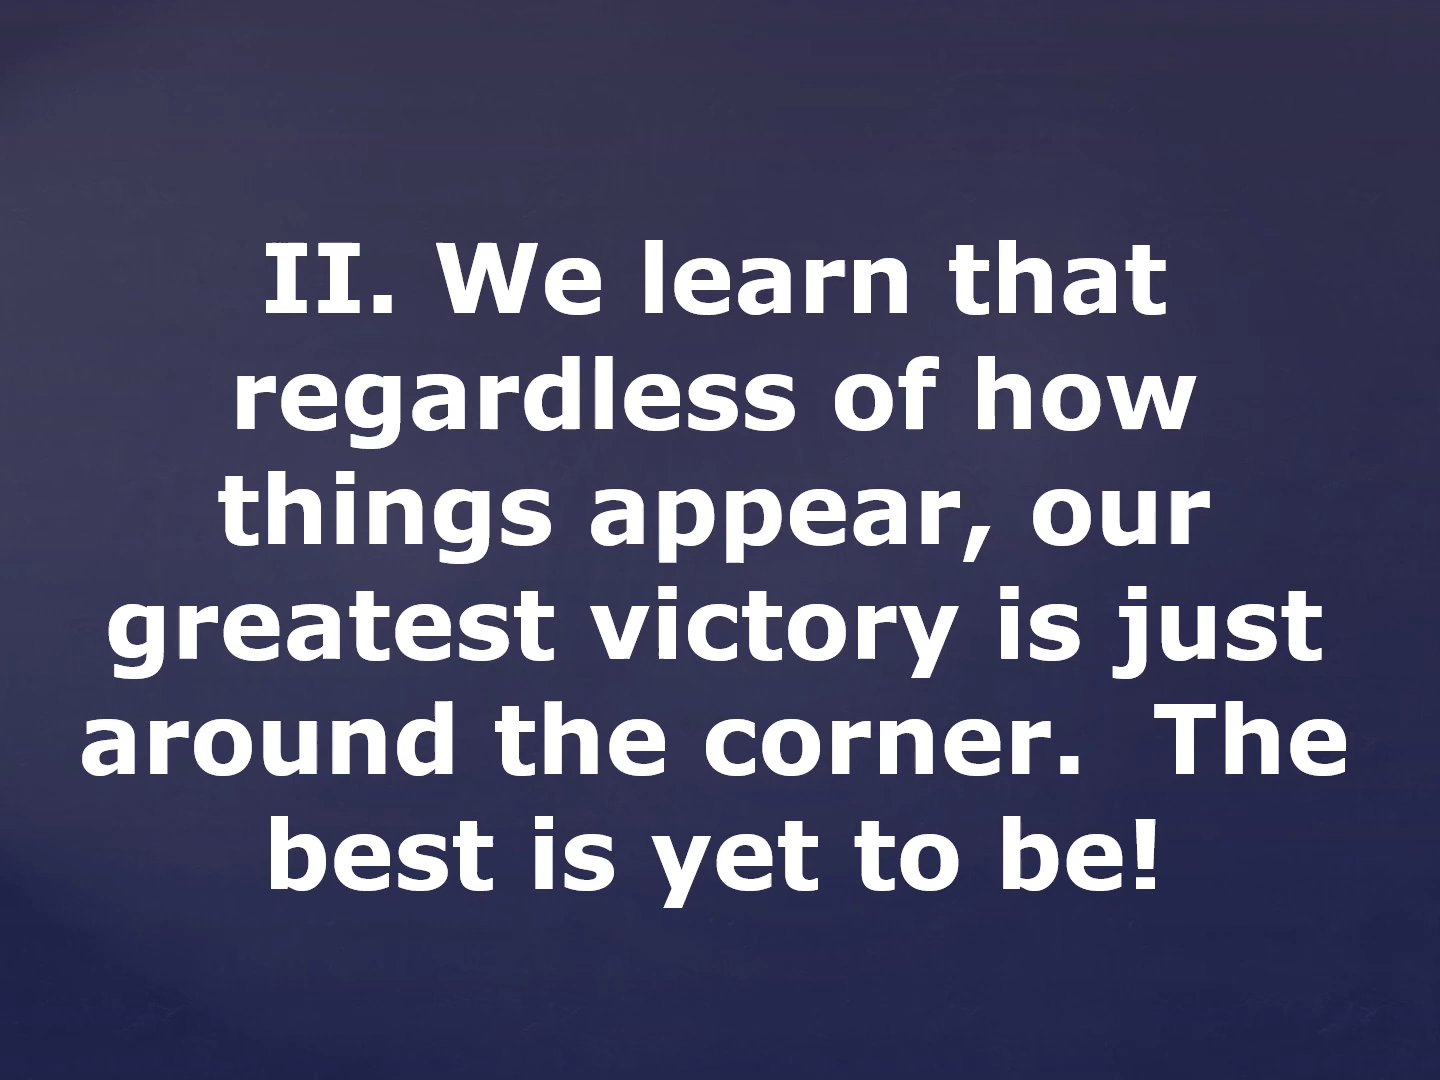 II. We learn that
regardless of how
things appear, our
greatest victory is just
around the corner.  The
best is yet to be!